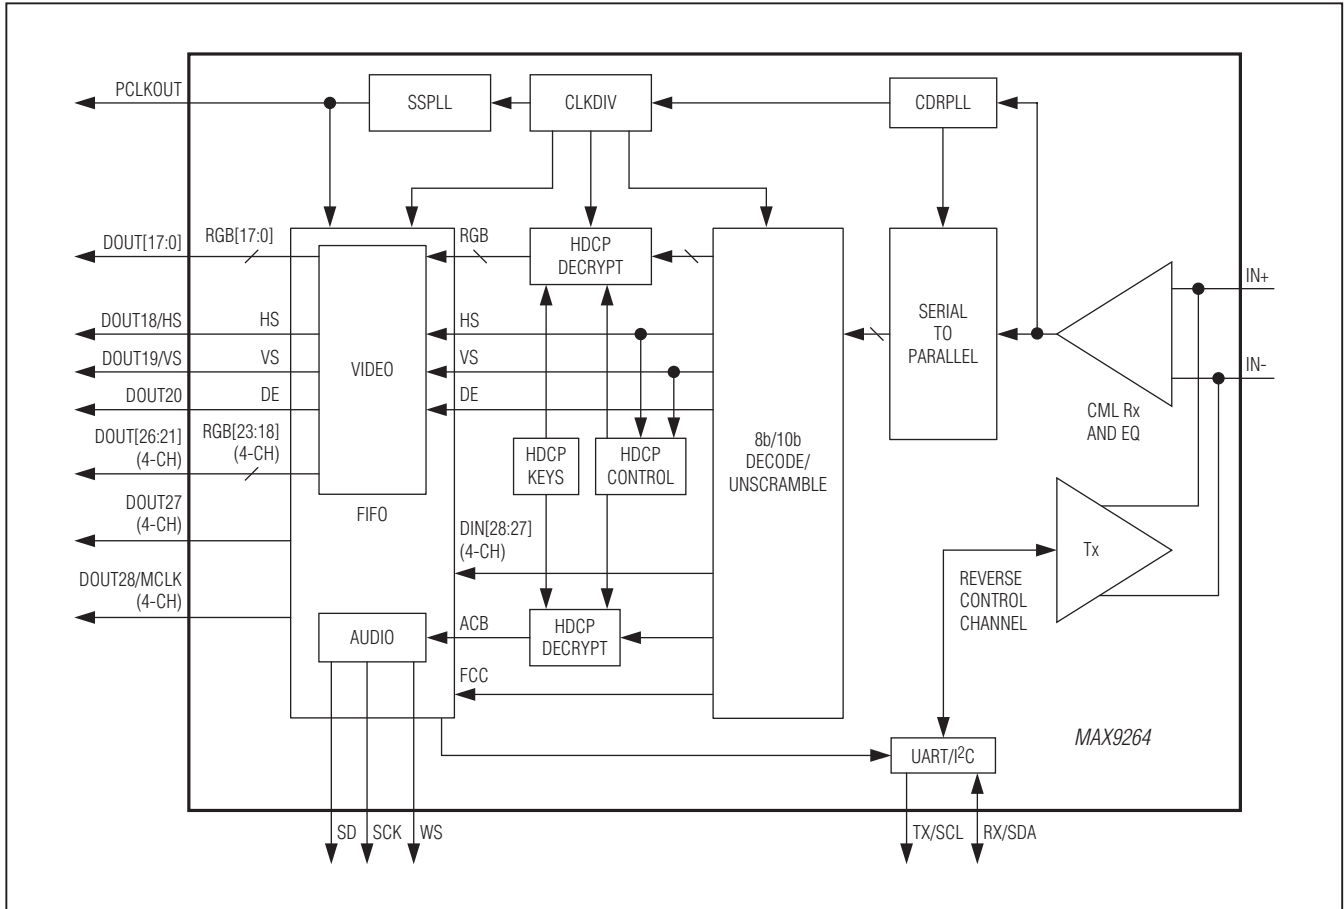 PCLKOUT
SSPLL
CLKDIV
CDRPLL
DOUT[17:0]
RGB[17:0]
RGB
HDCP
DECRYPT
IN+
DOUT18/HS
HS
HS
SERIAL
TO
PARALLEL
DOUT19/VS
VS
VIDEO
VS
IN-
DOUT20
DE
DE
CML Rx
AND EQ
DOUT[26:21]
(4-CH)
RGB[23:18]
(4-CH)
HDCP
KEYS
HDCP
CONTROL
8b/10b
DECODE/
UNSCRAMBLE
DOUT27
(4-CH)
FIFO
DIN[28:27]
(4-CH)
Tx
DOUT28/MCLK
(4-CH)
REVERSE
CONTROL
CHANNEL
AUDIO
ACB
HDCP
DECRYPT
FCC
MAX9264
UART/I2C
SD
SCK
WS
TX/SCL
RX/SDA